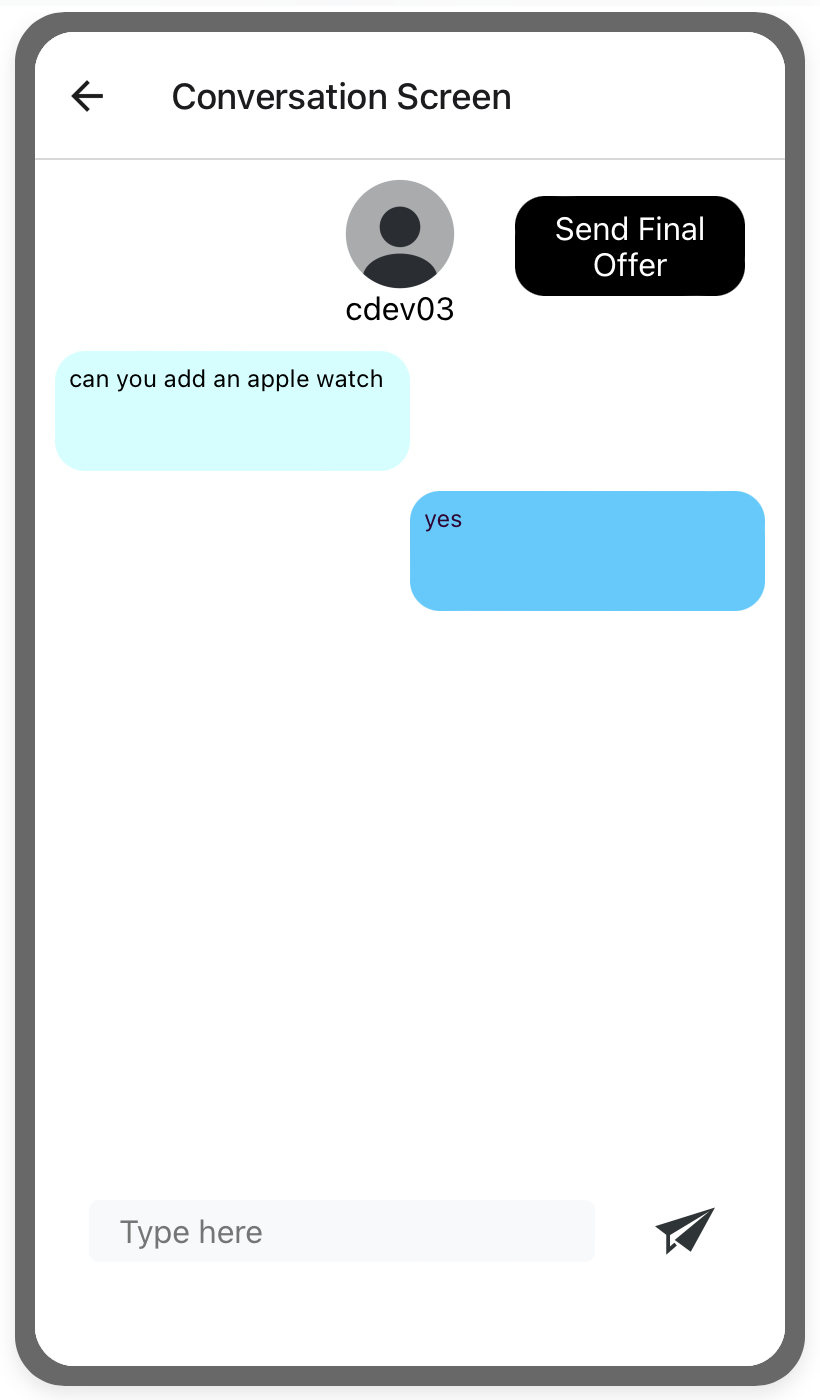 Conversation Screen
Send Final
Offer
cdev03
can you add an apple watch
yes
Type here